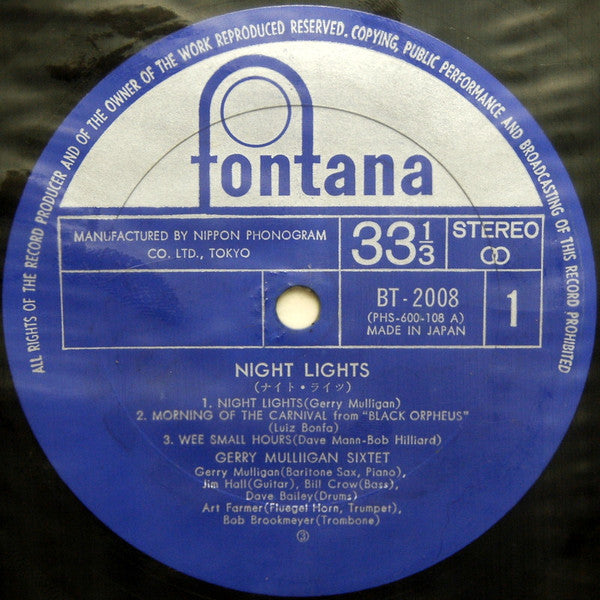 ALL RIGHTS OF THE RECORD PRODUCER AND OF THE OWNER OF THE WORK REPRODUCED RESERVED. COPYING, PUBLIC PERFORMANCE AND BROADCASTING OF THIS RECORD PROHIBITED
fontana
MANUFACTURED BY NIPPON PHONOGRAM
CO. LTD., TOKYO
33 1/3
STEREO
BT-2008
(PHS-600-108 A)
MADE IN JAPAN
1
NIGHT LIGHTS
(ナイト・ライツ)
1. NIGHT LIGHTS(Gerry Mulligan)
2. MORNING OF THE CARNIVAL from "BLACK ORPHEUS"
(Luiz Bonfa)
3. WEE SMALL HOURS(Dave Mann-Bob Hilliard)
GERRY MULLIIGAN SIXTET
Gerry Mulligan(Baritone Sax, Piano),
Jim Hall(Guitar), Bill Crow(Bass),
Dave Bailey(Drums)
Art Farmer(Fluegel Horn, Trumpet),
Bob Brookmeyer(Trombone)
③